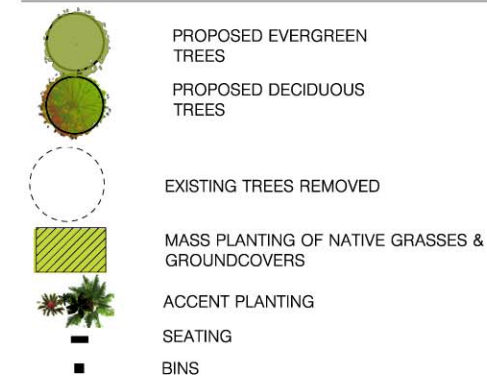 PROPOSED EVERGREEN
TREES
PROPOSED DECIDUOUS
TREES
EXISTING TREES REMOVED
MASS PLANTING OF NATIVE GRASSES &
GROUNDCOVERS
ACCENT PLANTING
SEATING
BINS